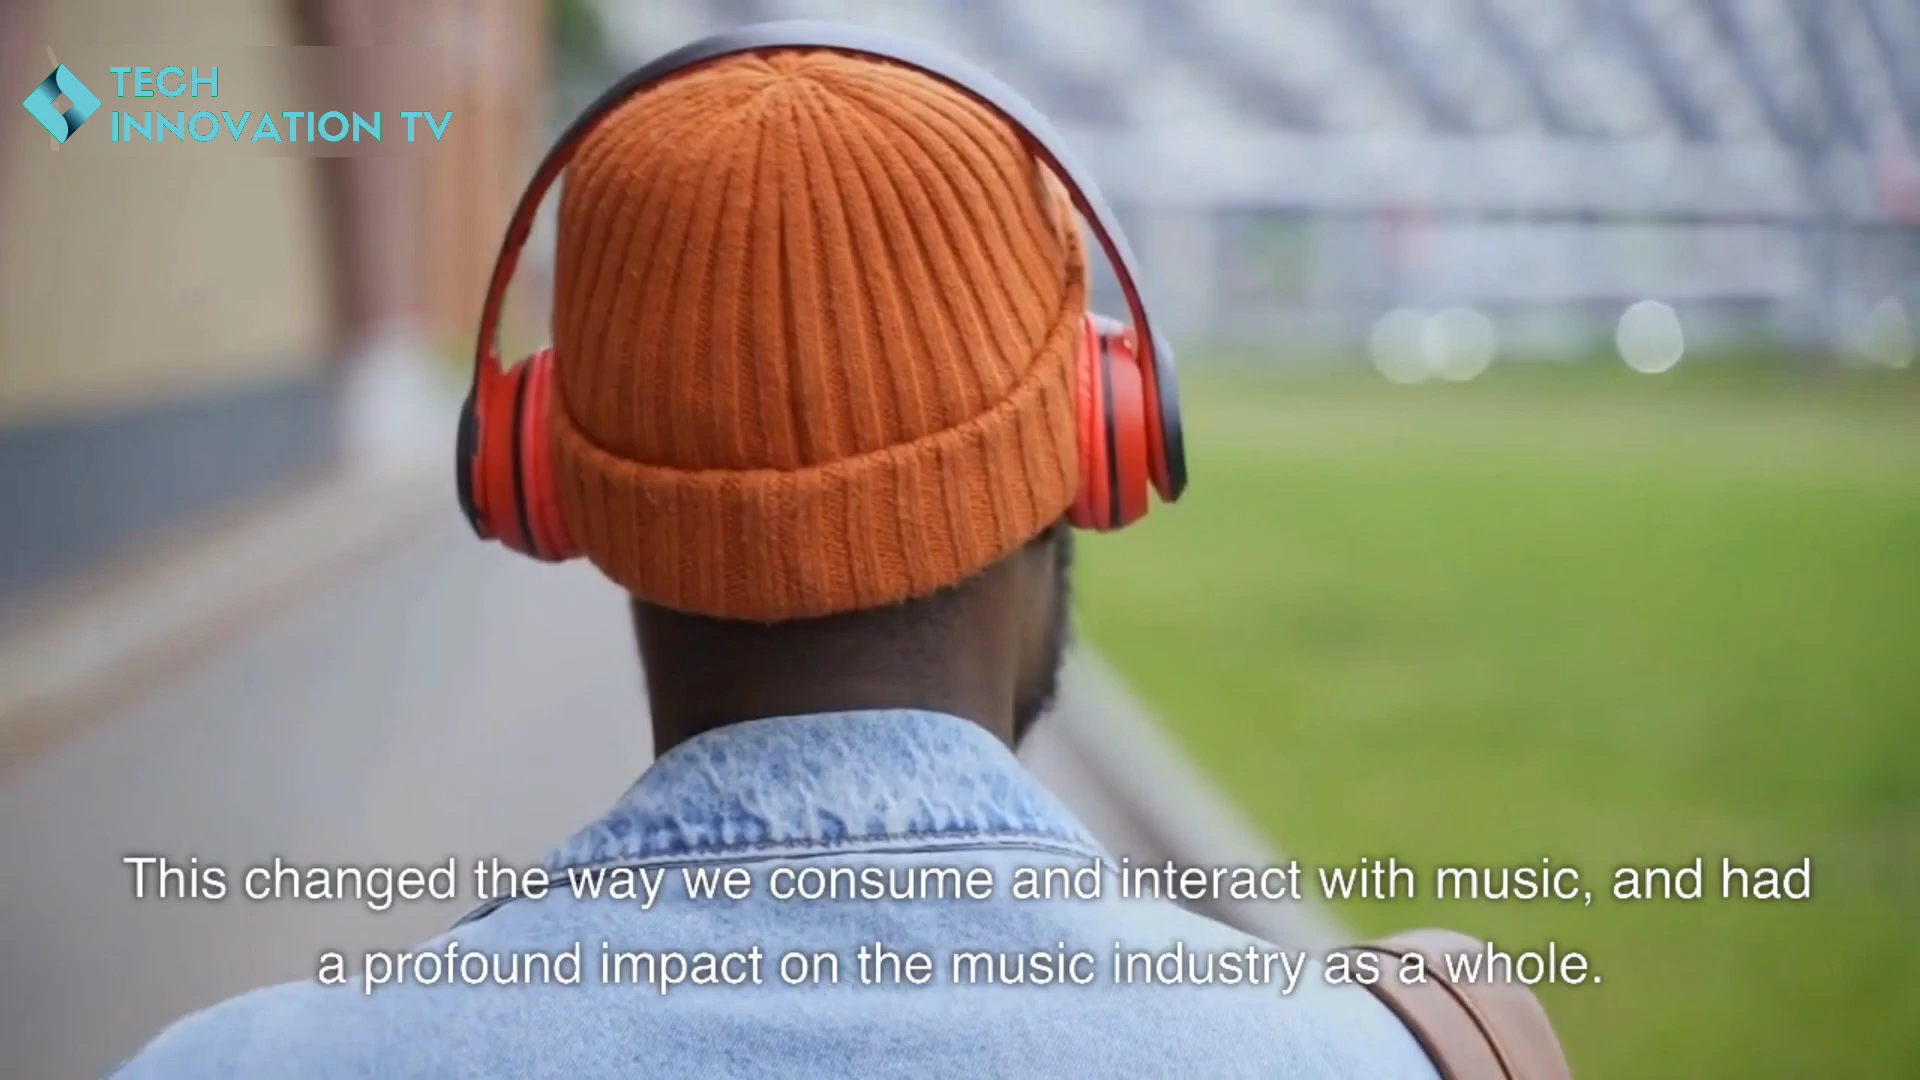 TECH
INNOVATION TV
This changed the way we consume and interact with music, and had
a profound impact on the music industry as a whole.